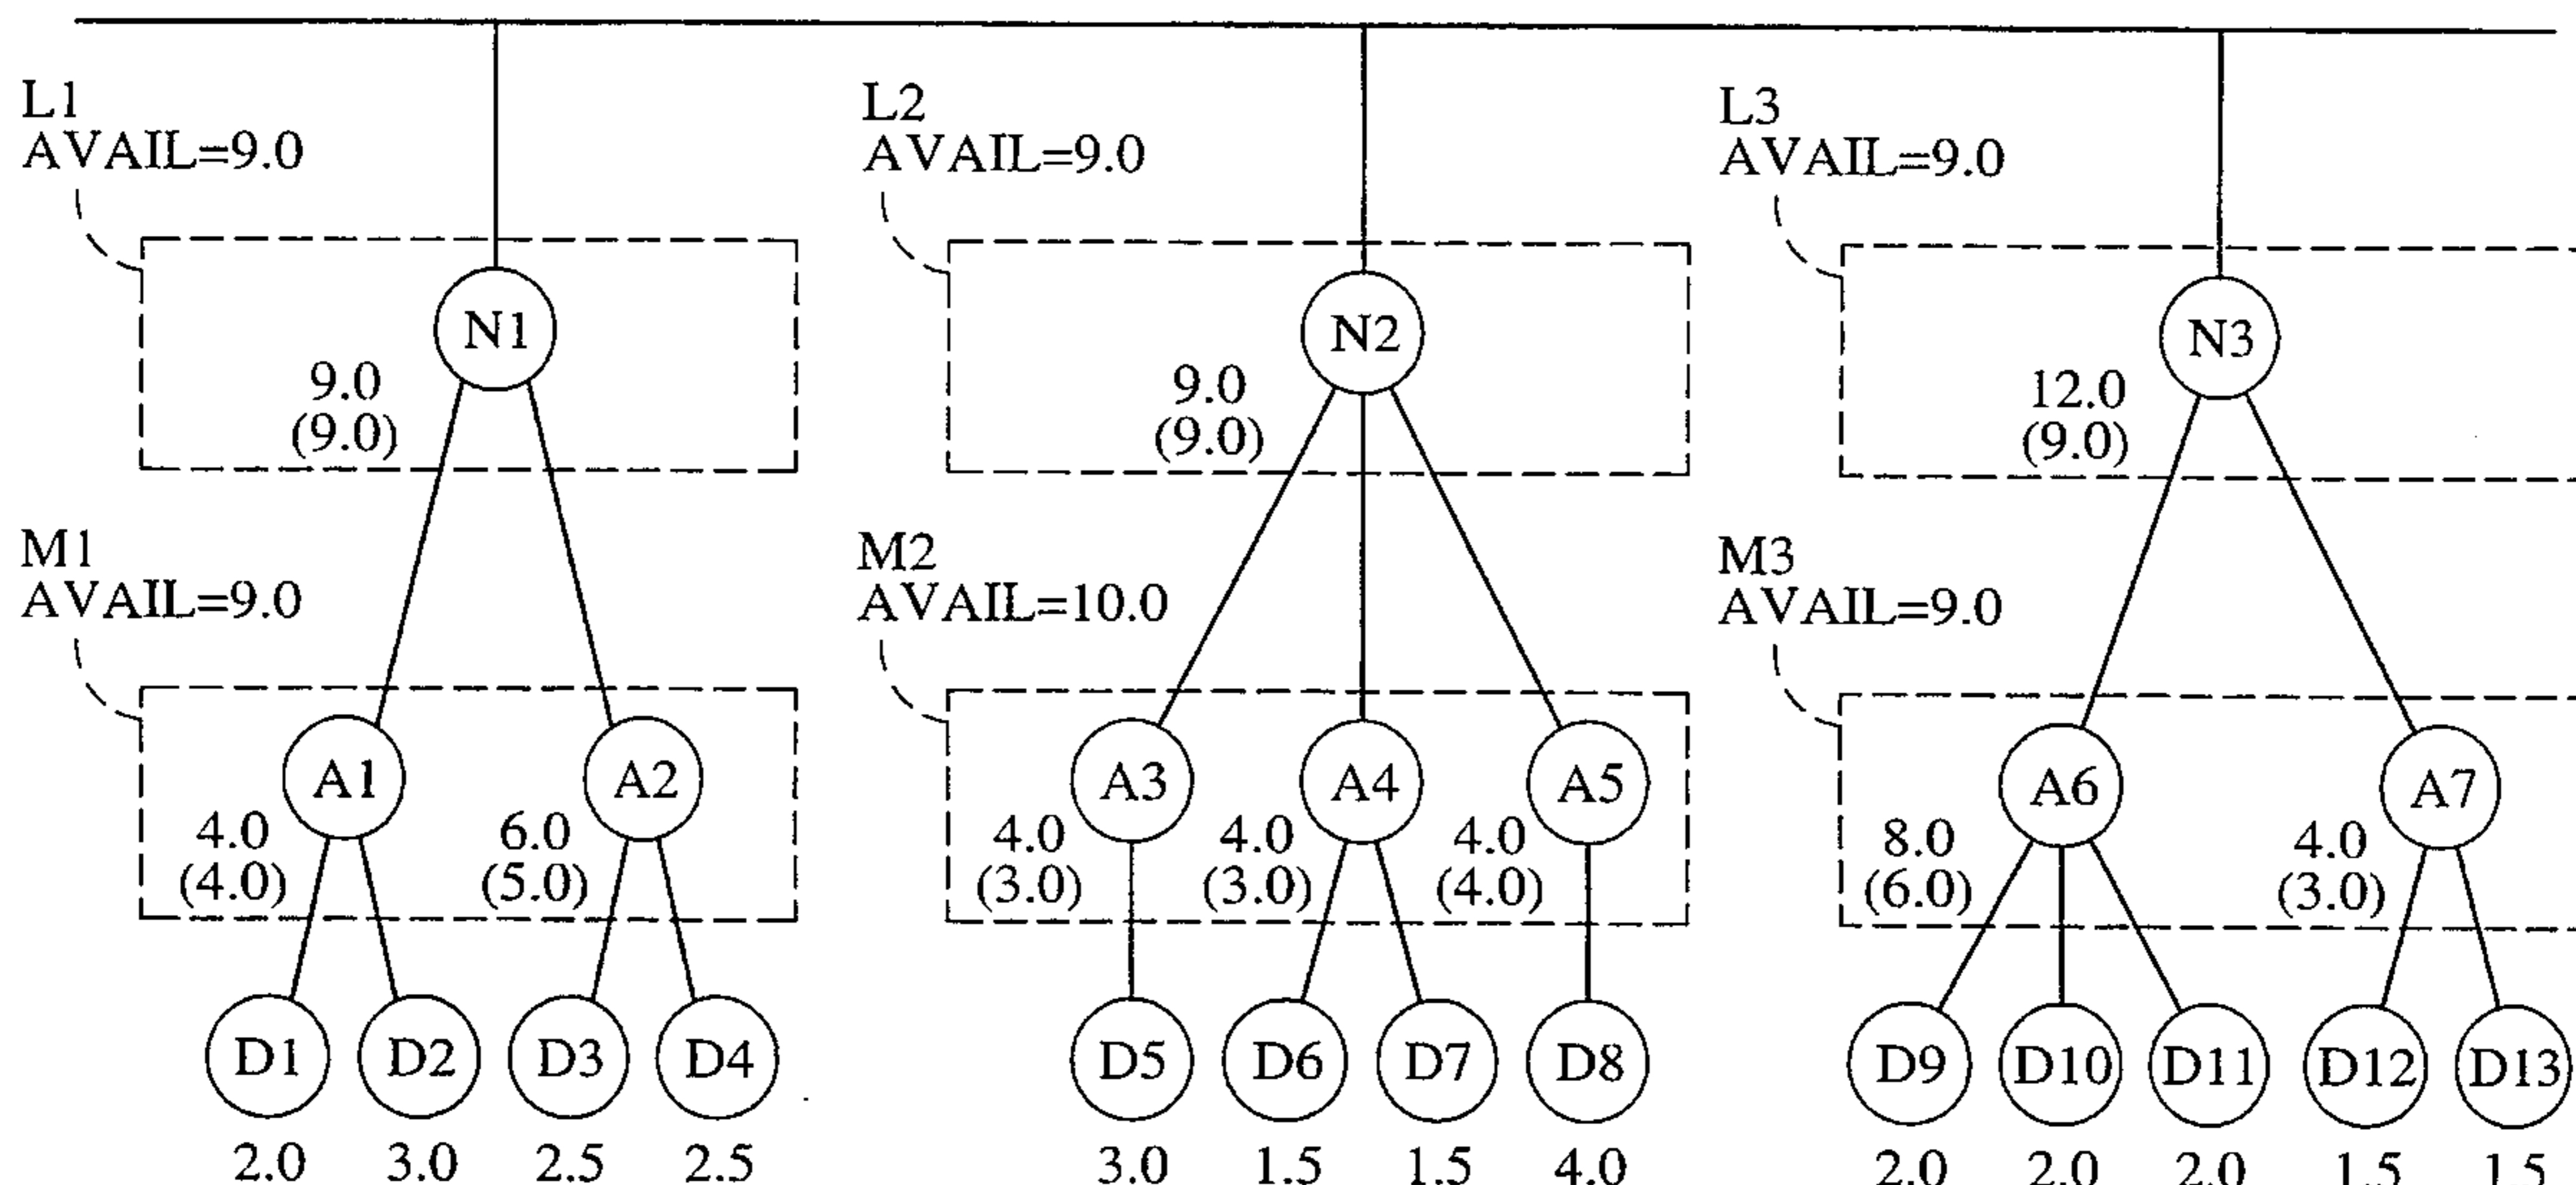 L1
AVAIL=9.0
L2
AVAIL=9.0
L3
AVAIL=9.0
N1
N2
N3
9.0
(9.0)
9.0
(9.0)
12.0
(9.0)
M1
AVAIL=9.0
M2
AVAIL=10.0
M3
AVAIL=9.0
A1
A2
A3
A4
A5
A6
A7
4.0
(4.0)
6.0
(5.0)
4.0
(3.0)
4.0
(3.0)
4.0
(4.0)
8.0
(6.0)
4.0
(3.0)
D1
D2
D3
D4
D5
D6
D7
D8
D9
D10
D11
D12
D13
2.0
3.0
2.5
2.5
3.0
1.5
1.5
4.0
2.0
2.0
2.0
1.5
1.5